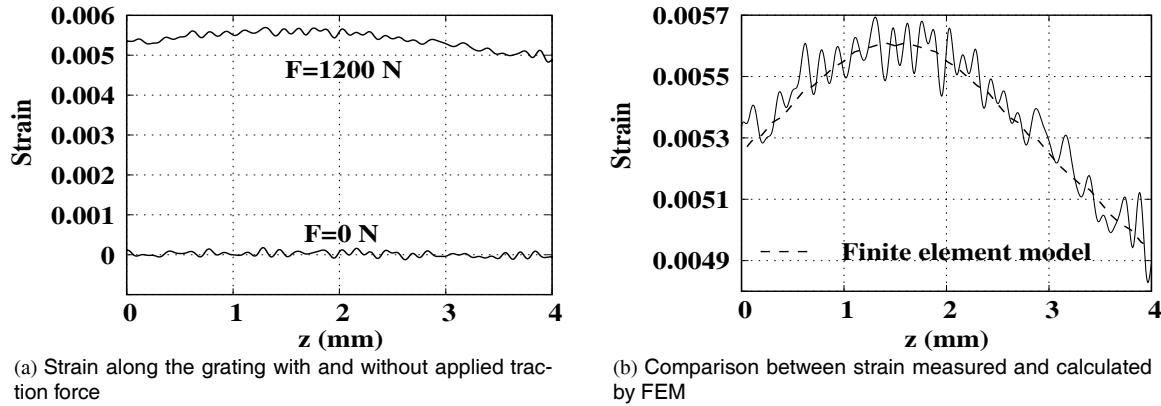 0.006
0.005
0.004
0.003
0.002
0.001
0
Strain
F=1200 N
F=0 N
0 1 2 3 4
z (mm)
(a) Strain along the grating with and without applied trac-
tion force
0.0057
0.0055
0.0053
0.0051
0.0049
Strain
Finite element model
0 1 2 3 4
z (mm)
(b) Comparison between strain measured and calculated
by FEM